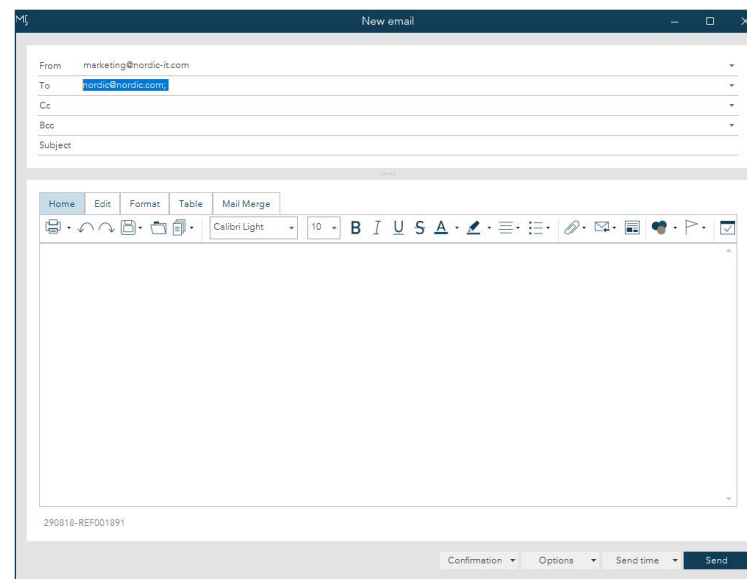 New email
From marketing@nordic-it.com
To nordic@nordic.com;
Cc
Bcc
Subject
Home Edit Format Table Mail Merge
Calibri Light 10 B I U S A
290818-REF001891
Confirmation Options Send time Send